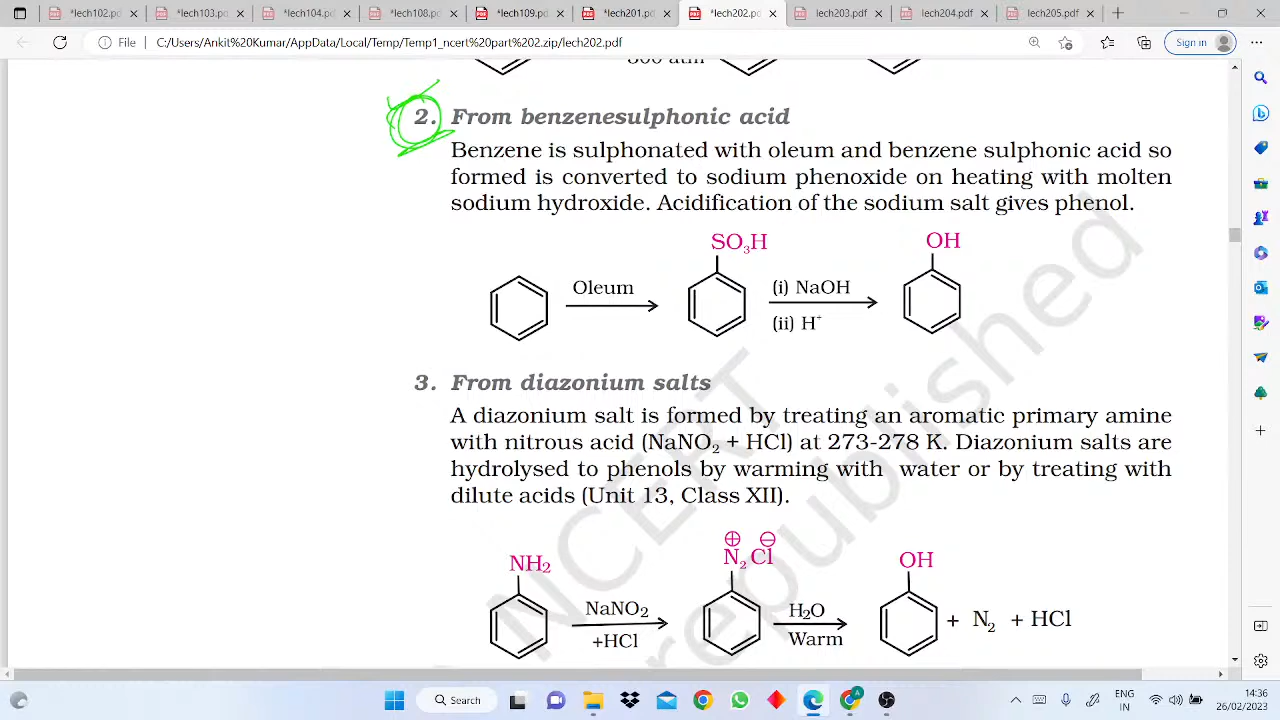 *lech102.pdf
*lech103.pdf
*lech104.pdf
*lech108.pdf
*lech109.pdf
*lech201.pdf
*lech202.pdf
lech203.pdf
lech204.pdf
lech205.pdf
File C:/Users/Ankit%20Kumar/AppData/Local/Temp/Temp1_ncert%20part%202.zip/lech202.pdf
Sign in
300 atm
2. From benzenesulphonic acid
Benzene is sulphonated with oleum and benzene sulphonic acid so
formed is converted to sodium phenoxide on heating with molten
sodium hydroxide. Acidification of the sodium salt gives phenol.
SO₃H
OH
Oleum
(i) NaOH
(ii) H⁺
3. From diazonium salts
A diazonium salt is formed by treating an aromatic primary amine
with nitrous acid (NaNO₂ + HCl) at 273-278 K. Diazonium salts are
hydrolysed to phenols by warming with water or by treating with
dilute acids (Unit 13, Class XII).
NH₂
⊕ ⊖
N₂Cl
OH
NaNO₂
+HCl
H₂O
Warm
+ N₂ + HCl
NCERT
republished
Search
ENG
IN
14:36
26/02/2023